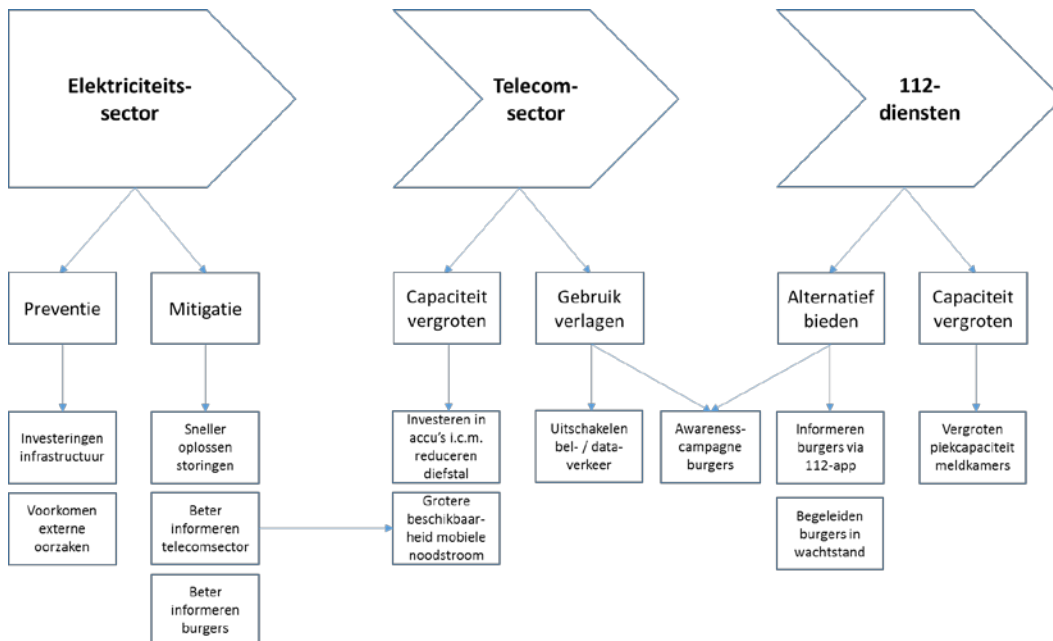 Elektriciteits-
sector
Telecom-
sector
112-
diensten
Preventie
Mitigatie
Capaciteit
vergroten
Gebruik
verlagen
Alternatief
bieden
Capaciteit
vergroten
Investeringen
infrastructuur
Sneller
oplossen
storingen
Investeren in
accu's i.c.m.
reduceren
diefstal
Uitschakelen
bel- / data-
verkeer
Awareness-
campagne
burgers
Informeren
burgers via
112-app
Vergroten
piekcapaciteit
meldkamers
Voorkomen
externe
oorzaken
Beter
informeren
telecomsector
Grotere
beschikbaar-
heid mobiele
noodstroom
Begeleiden
burgers in
wachtstand
Beter
informeren
burgers